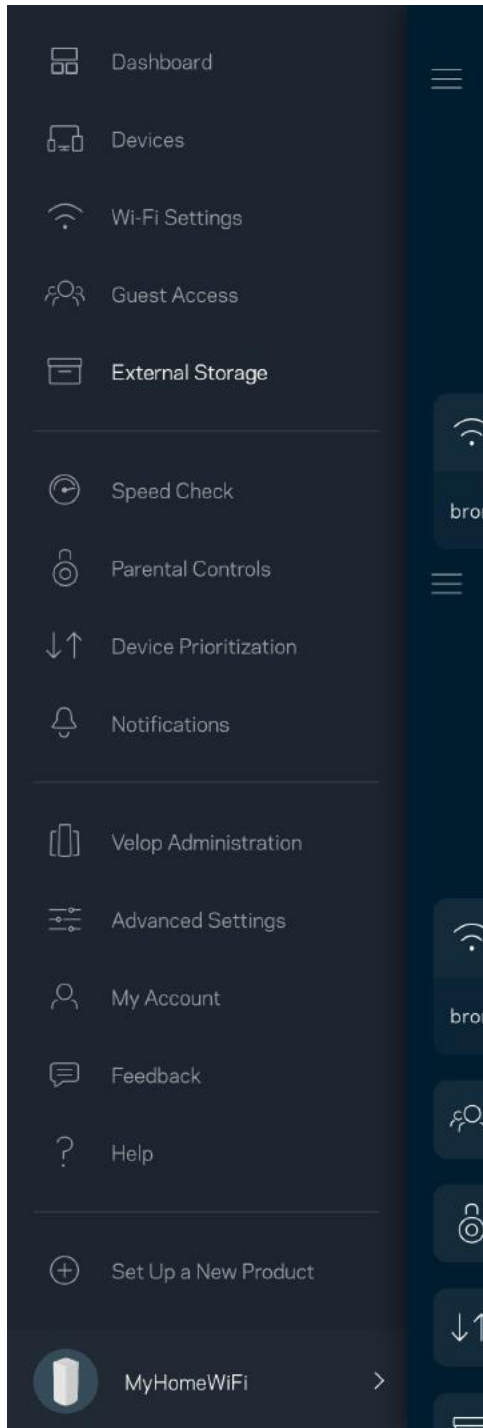 Dashboard
Devices
Wi-Fi Settings
Guest Access
External Storage
Speed Check
Parental Controls
Device Prioritization
Notifications
Velop Administration
Advanced Settings
My Account
Feedback
? Help
Set Up a New Product
MyHomeWiFi